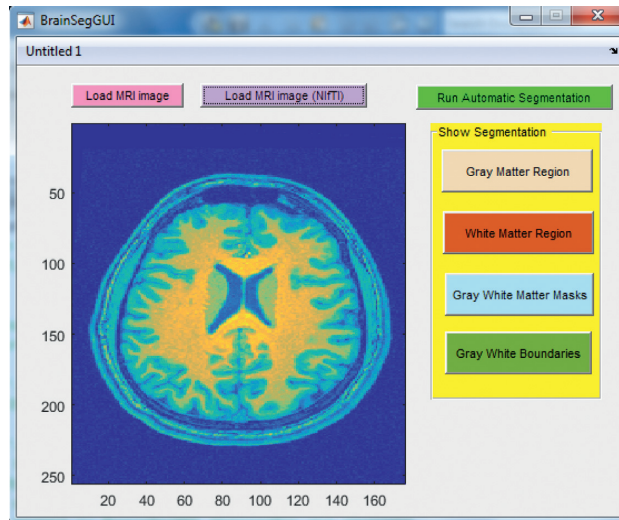 BrainSegGUI
Untitled 1
Load MRI image
Load MRI image (NIfTI)
Run Automatic Segmentation
Show Segmentation
Gray Matter Region
White Matter Region
Gray White Matter Masks
Gray White Boundaries
50
100
150
200
250
20 40 60 80 100 120 140 160